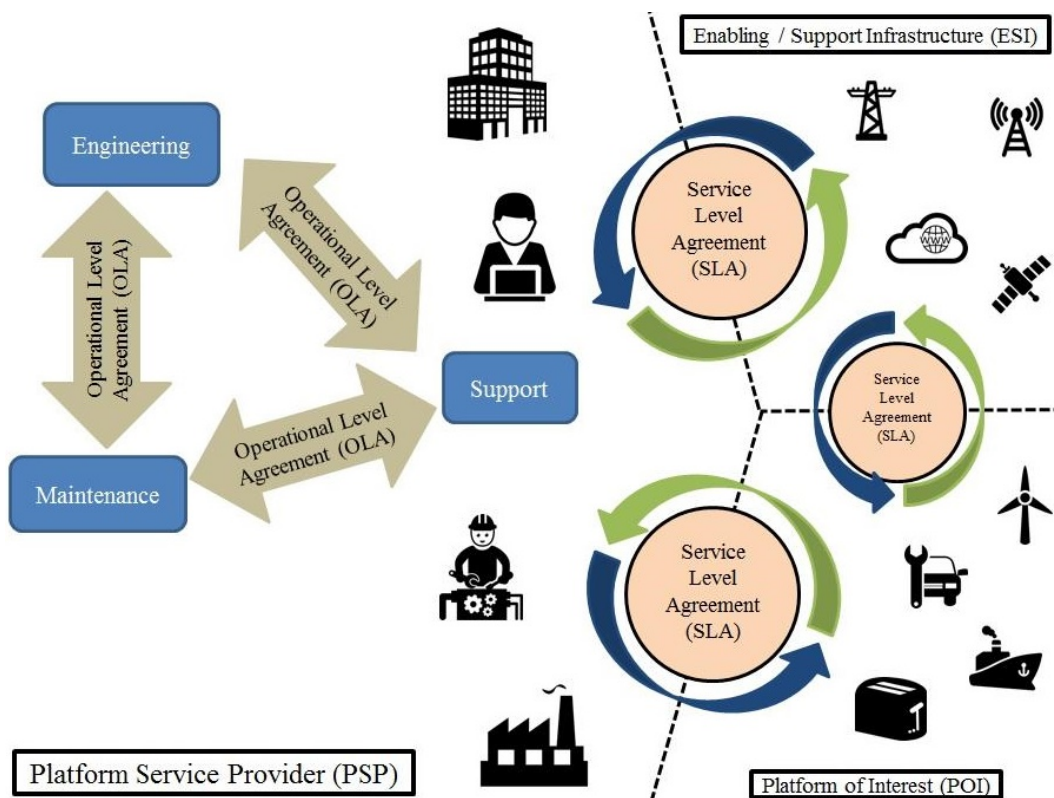 Enabling / Support Infrastructure (ESI)
Engineering
Operational Level
Agreement (OLA)
Operational Level
Agreement (OLA)
Service
Level
Agreement
(SLA)
WWW
Support
Service
Level
Agreement
(SLA)
Operational Level
Agreement (OLA)
Maintenance
Service
Level
Agreement
(SLA)
Platform Service Provider (PSP)
Platform of Interest (POI)